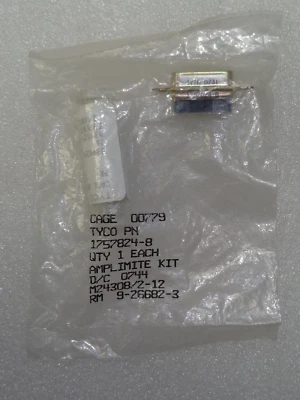 CAGE 00779
TYCO PN
1757824-8
QTY 1 EACH
AMPLIMITE KIT
D/C 0744
M24308/2-12
RM 9-26682-3